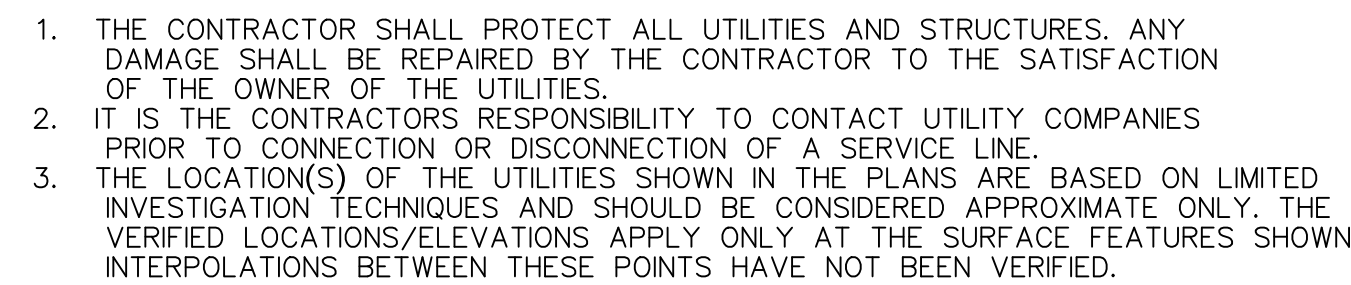 1. THE CONTRACTOR SHALL PROTECT ALL UTILITIES AND STRUCTURES. ANY
DAMAGE SHALL BE REPAIRED BY THE CONTRACTOR TO THE SATISFACTION
OF THE OWNER OF THE UTILITIES.
2. IT IS THE CONTRACTORS RESPONSIBILITY TO CONTACT UTILITY COMPANIES
PRIOR TO CONNECTION OR DISCONNECTION OF A SERVICE LINE.
3. THE LOCATION(S) OF THE UTILITIES SHOWN IN THE PLANS ARE BASED ON LIMITED
INVESTIGATION TECHNIQUES AND SHOULD BE CONSIDERED APPROXIMATE ONLY. THE
VERIFIED LOCATIONS/ELEVATIONS APPLY ONLY AT THE SURFACE FEATURES SHOWN
INTERPOLATIONS BETWEEN THESE POINTS HAVE NOT BEEN VERIFIED.